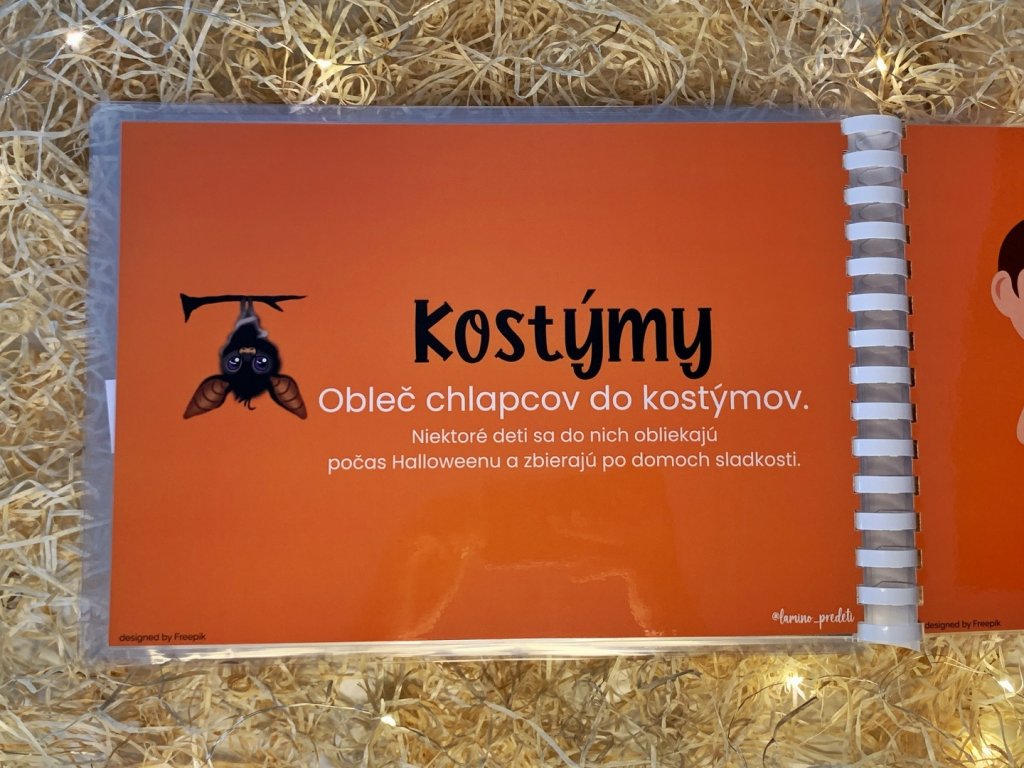 Kostýmy
Obleč chlapcov do kostýmov.
Niektoré deti sa do nich obliekajú
počas Halloweenu a zbierajú po domoch sladkosti.
@lamino_predeti
designed by Freepik
designed by Freepik